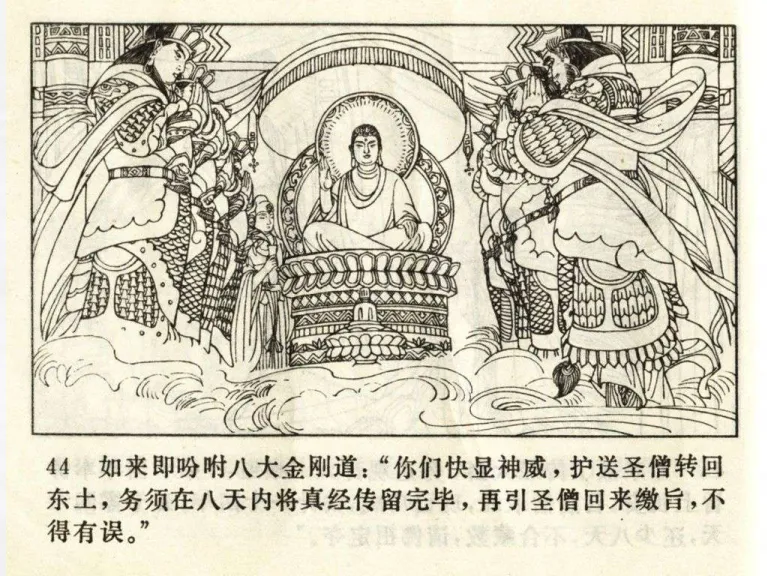 44 如来即吩咐八大金刚道：“你们快显神威，护送圣僧转回
东土，务须在八天内将真经传留完毕，再引圣僧回来缴旨，不
得有误。”